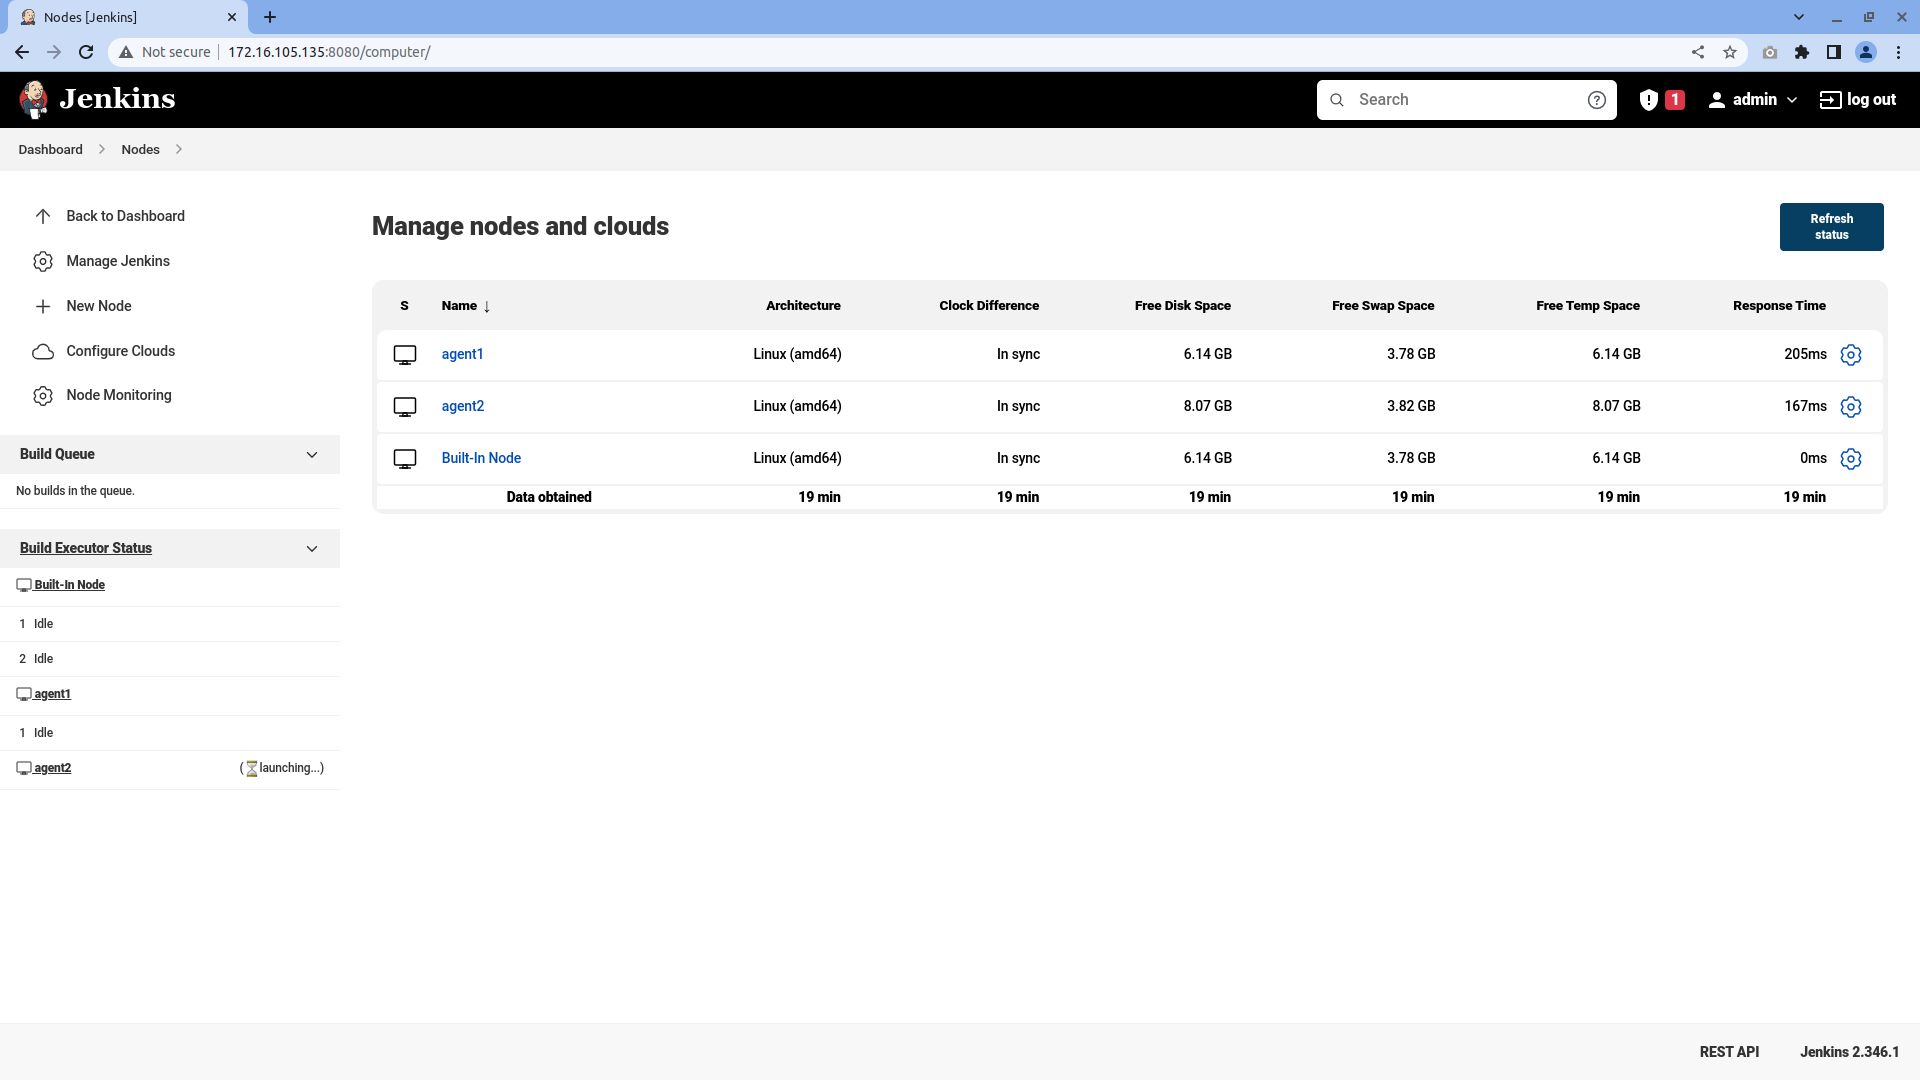 Nodes [Jenkins]
Not secure
172.16.105.135:8080/computer/
Jenkins
Search
1
admin
log out
Dashboard
Nodes
Back to Dashboard
Manage Jenkins
New Node
Configure Clouds
Node Monitoring
Build Queue
No builds in the queue.
Build Executor Status
Built-In Node
1 Idle
2 Idle
agent1
1 Idle
agent2 (⏳launching...)
Manage nodes and clouds
Refresh
status
S Name ↓ Architecture Clock Difference Free Disk Space Free Swap Space Free Temp Space Response Time
agent1 Linux (amd64) In sync 6.14 GB 3.78 GB 6.14 GB 205ms
agent2 Linux (amd64) In sync 8.07 GB 3.82 GB 8.07 GB 167ms
Built-In Node Linux (amd64) In sync 6.14 GB 3.78 GB 6.14 GB 0ms
Data obtained 19 min 19 min 19 min 19 min 19 min 19 min
REST API
Jenkins 2.346.1